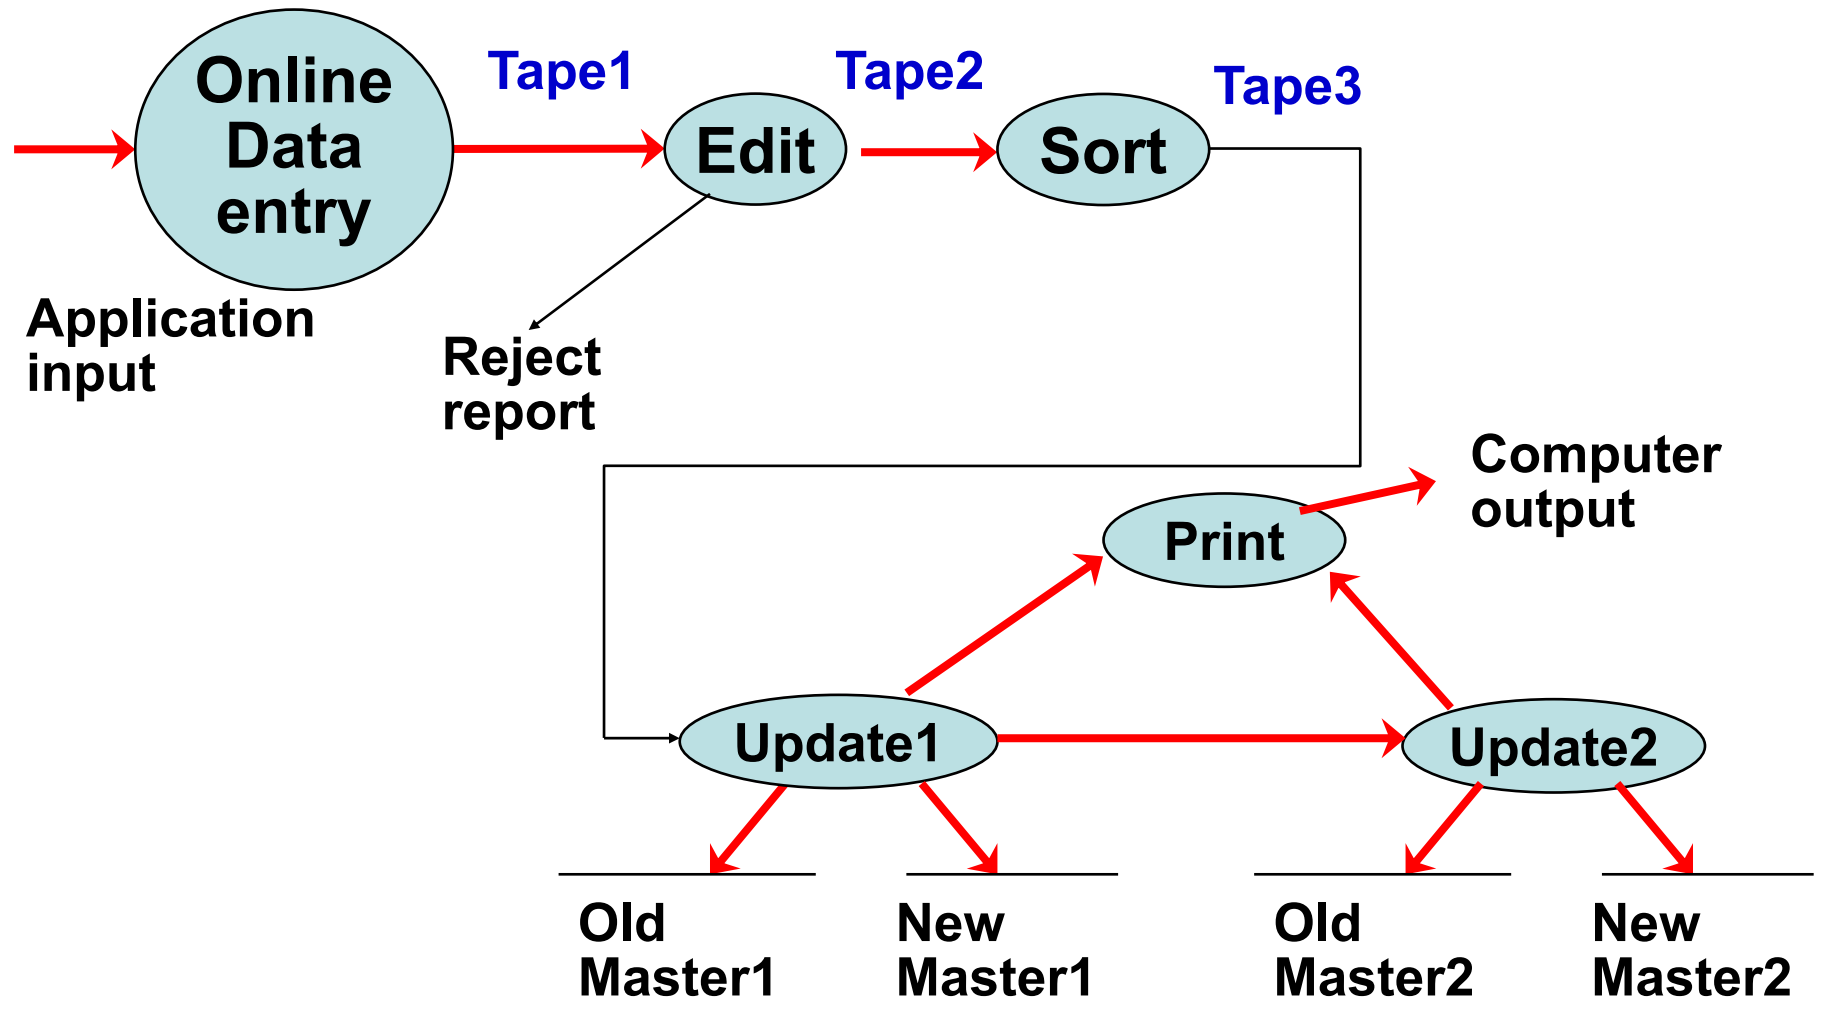 Online
Data
entry
Tape1
Edit
Tape2
Sort
Tape3
Application
input
Reject
report
Computer
output
Print
Update1
Update2
Old
Master1
New
Master1
Old
Master2
New
Master2